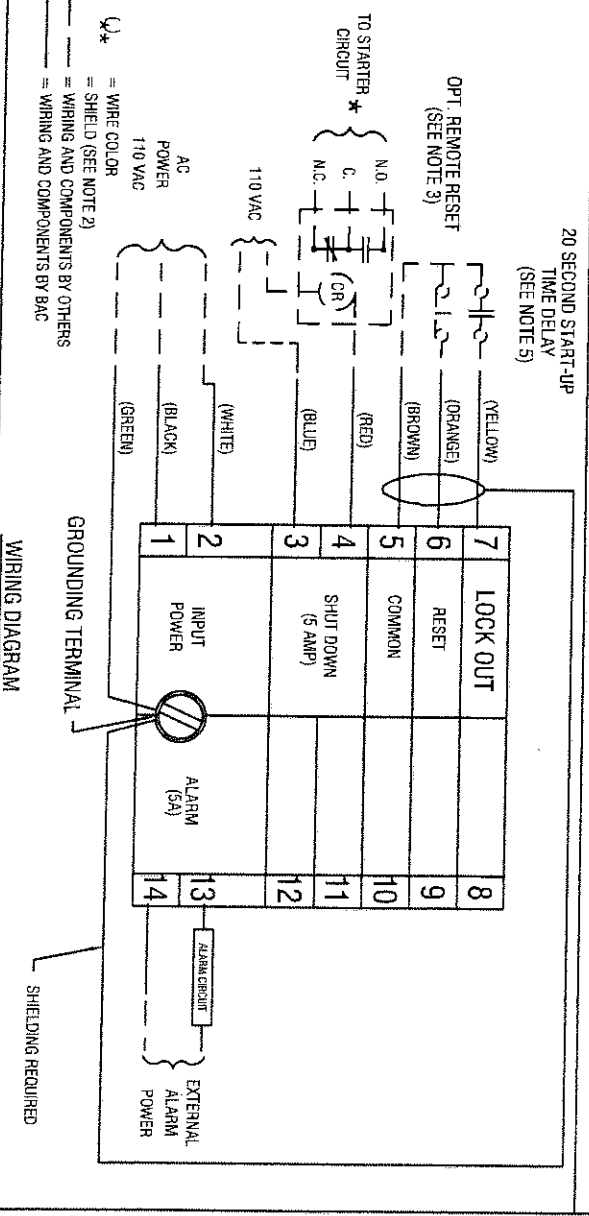 20 SECOND START-UP
TIME DELAY
(SEE NOTE 5)
OPT. REMOTE RESET
(SEE NOTE 3)
TO STARTER *
CIRCUIT
N.O.
C.
N.C.
CR
110 VAC
AC
POWER
110 VAC
(YELLOW)
(ORANGE)
(BROWN)
(RED)
(BLUE)
(WHITE)
(BLACK)
(GREEN)
7 LOCK OUT 8
6 RESET 9
5 COMMON 10
4 SHUT DOWN 11
3 (5 AMP) 12
2 INPUT
1 POWER
ALARM
(5A)
13
14
ALARM CIRCUIT
EXTERNAL
ALARM
POWER
GROUNDING TERMINAL
SHIELDING REQUIRED
* = WIRE COLOR
= SHIELD (SEE NOTE 2)
= WIRING AND COMPONENTS BY OTHERS
= WIRING AND COMPONENTS BY BAC
WIRING DIAGRAM